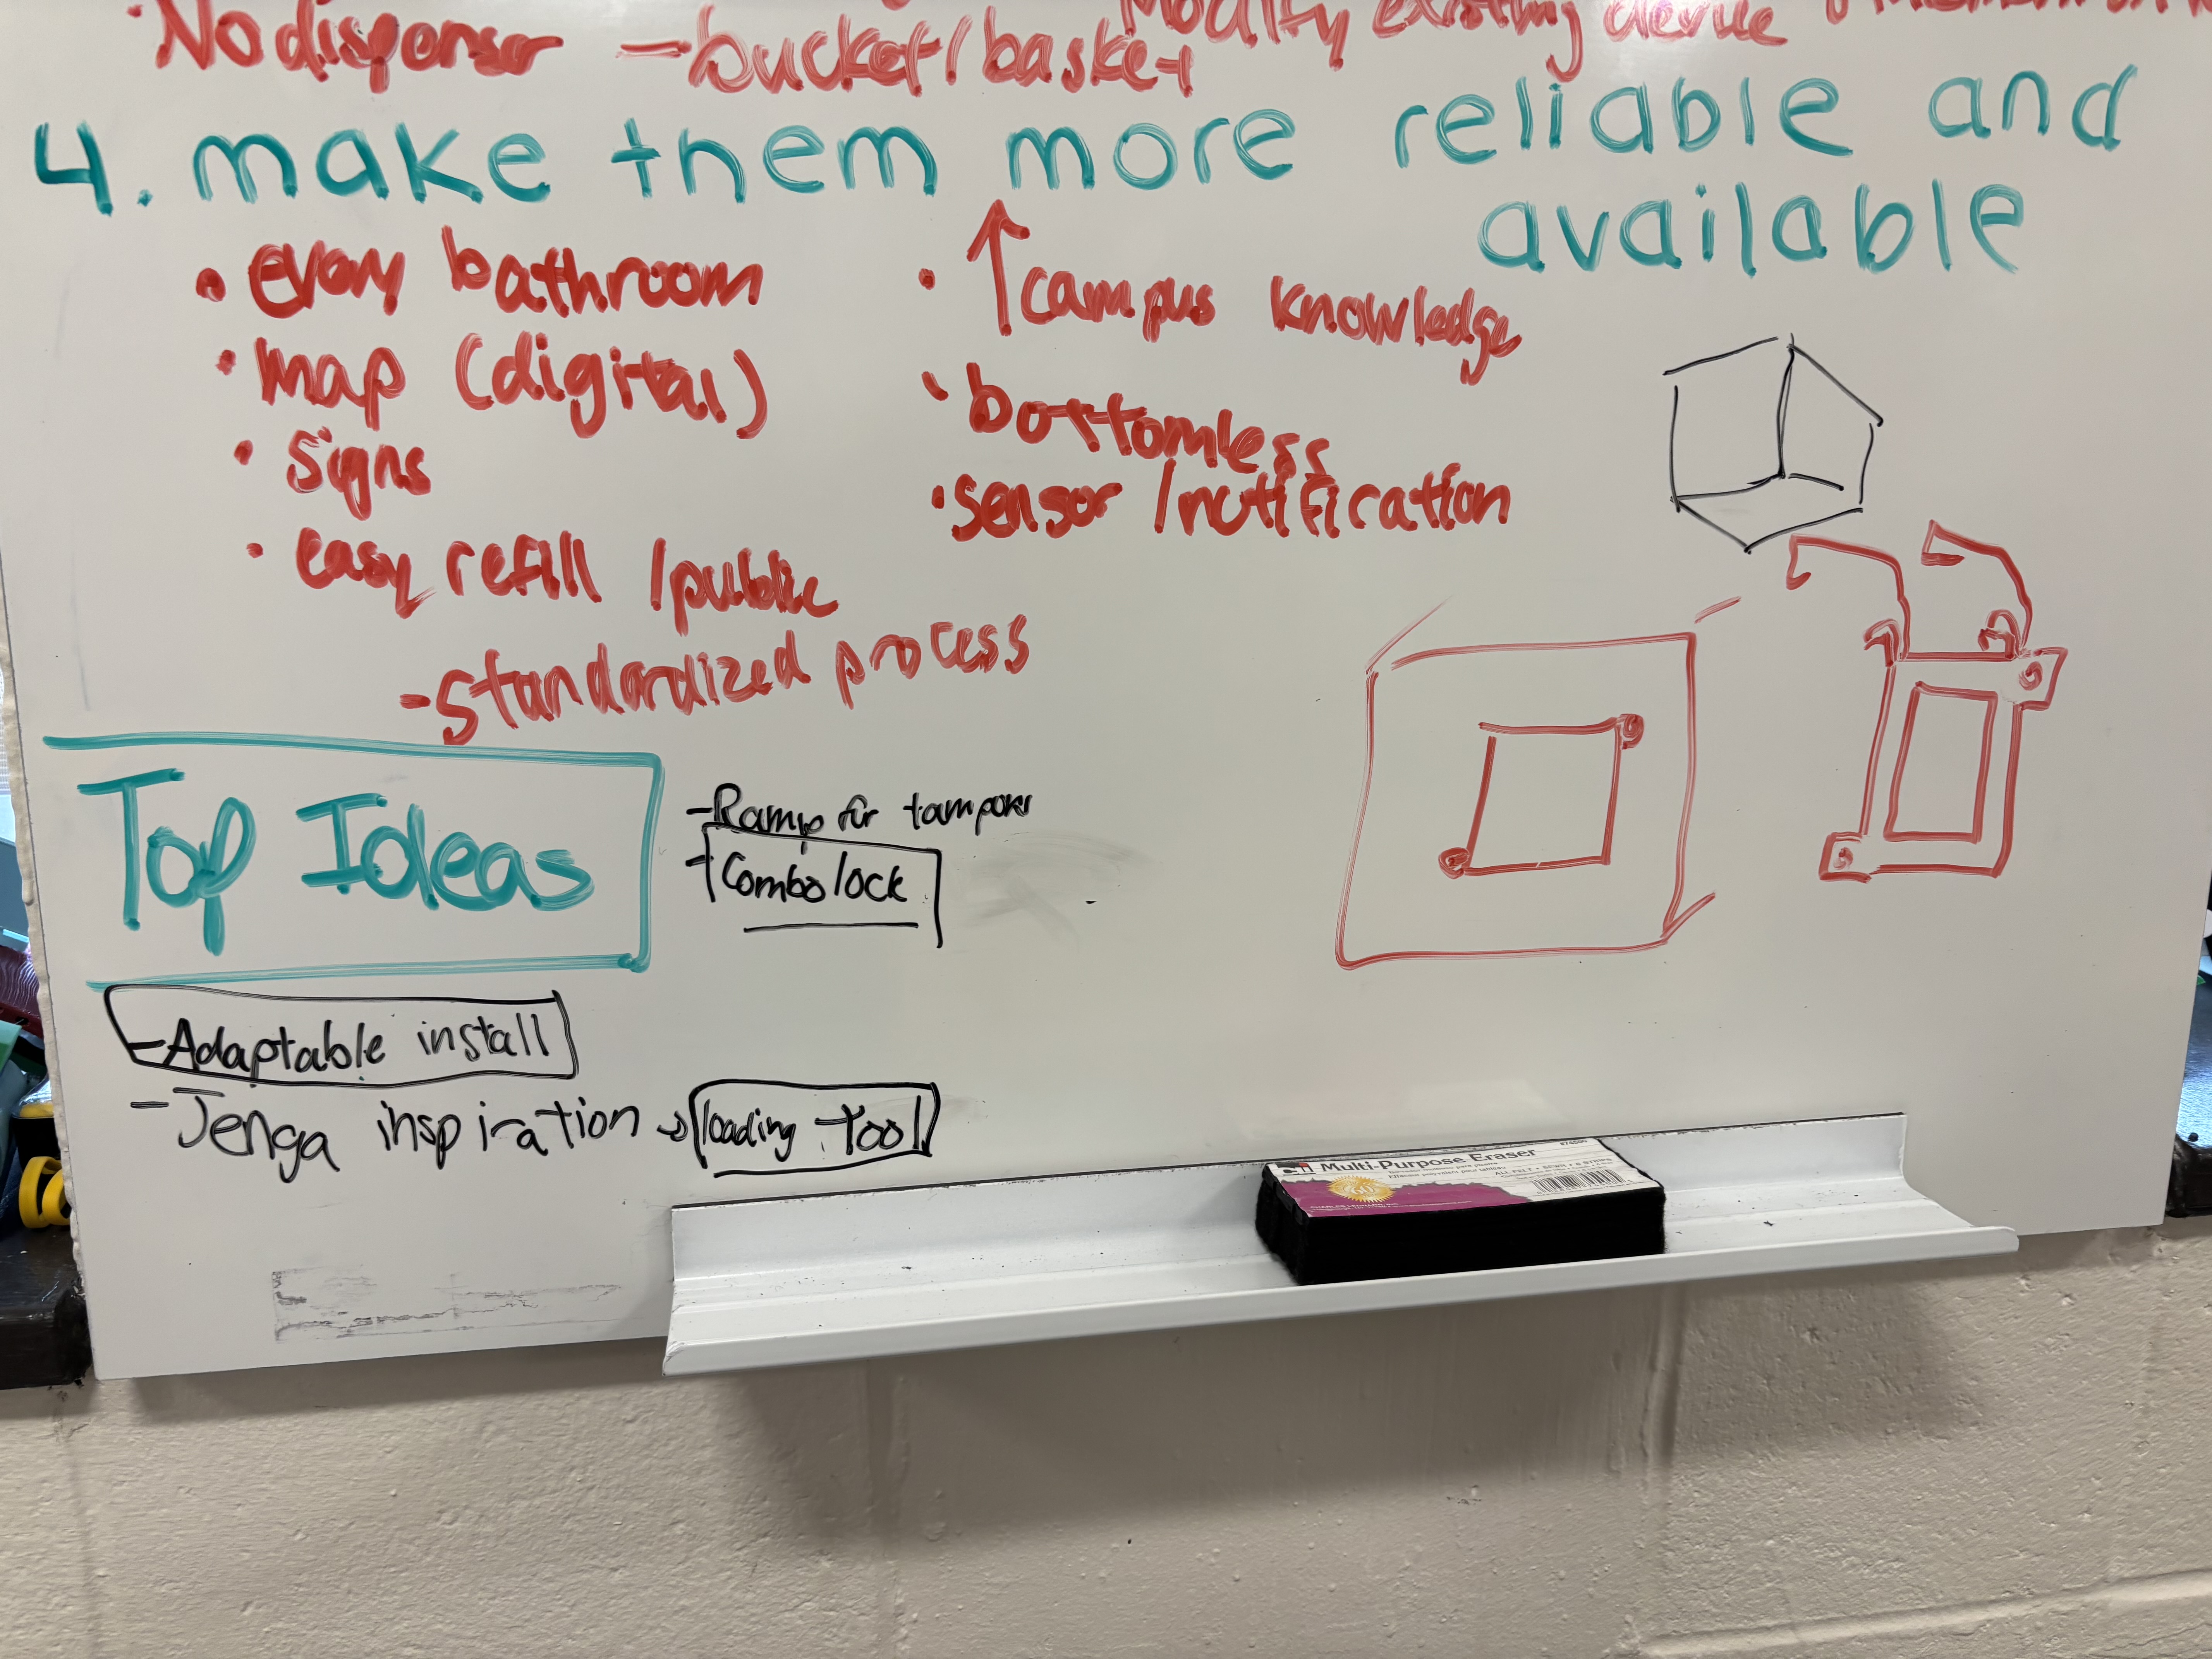 No dispenser - bucket/basket
Modify existing device
4. make them more reliable and
available
• every bathroom
• map (digital)
• signs
• easy refill /public
- standardized process
• ↑ campus knowledge
• bottomless
• sensor /notification
Top Ideas
- Ramp for tampons
- Combo lock
- Adaptable install
- Jenga inspiration → loading tool
Multi-Purpose Eraser